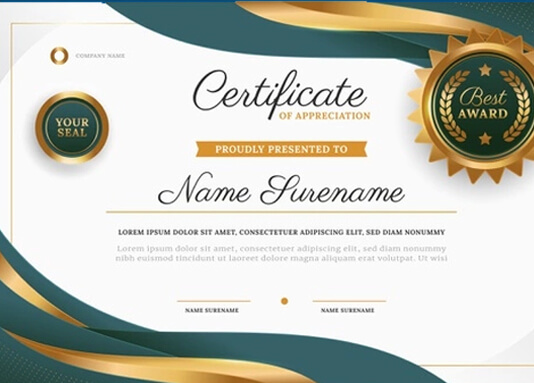 COMPANY NAME
YOUR
SEAL
Best
AWARD
Certificate
OF APPRECIATION
PROUDLY PRESENTED TO
Name Surename
LOREM IPSUM DOLOR SIT AMET, CONSECTETUER ADIPISCING ELIT, SED DIAM NONUMMY
Lorem ipsum dolor sit amet, consectetuer adipiscing elit, sed diam
nonummy nibh euismod tincidunt ut laoreet dolore magna aliquam erat volutpat. Ut wisi
NAME SURENAME
NAME SURENAME